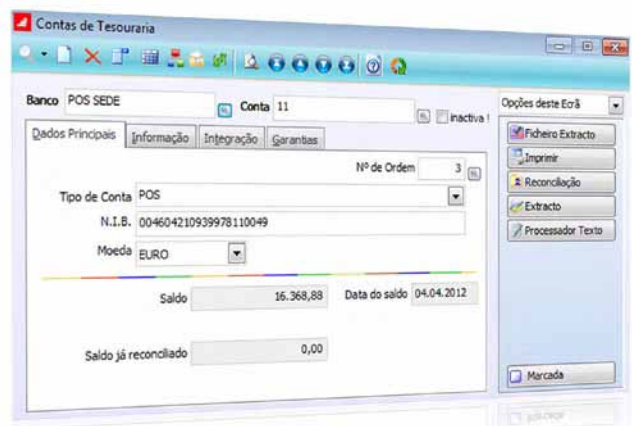 Contas de Tesouraria
Banco POS SEDE Conta 11 inactiva !
Opções deste Ecrã
Dados Principais Informação Integração Garantias
Nº de Ordem 3
Tipo de Conta POS
N.I.B. 004604210939978110049
Moeda EURO
Saldo 16.368,88 Data do saldo 04.04.2012
Saldo já reconciliado 0,00
Ficheiro Extracto
Imprimir
Reconciliação
Extracto
Processador Texto
Marcada